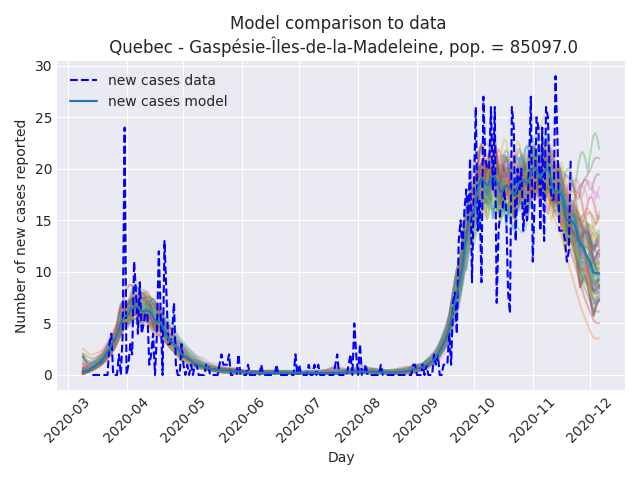 Model comparison to data
Quebec - Gaspésie-Îles-de-la-Madeleine, pop. = 85097.0
new cases data
new cases model
Number of new cases reported
30
25
20
15
10
5
0
2020-03
2020-04
2020-05
2020-06
2020-07
2020-08
2020-09
2020-10
2020-11
2020-12
Day